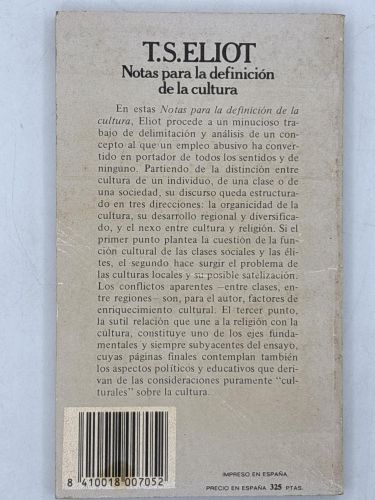 T.S.ELIOT
Notas para la definición
de la cultura
En estas Notas para la definición de la
cultura, Eliot procede a un minucioso tra-
bajo de delimitación y análisis de un con-
cepto al que un empleo abusivo ha conver-
tido en portador de todos los sentidos y de
ninguno. Partiendo de la distinción entre
cultura de un individuo, de una clase o de
una sociedad, su discurso queda estructura-
do en tres direcciones: la organicidad de la
cultura, su desarrollo regional y diversifica-
do, y el nexo entre cultura y religión. Si el
primer punto plantea la cuestión de la fun-
ción cultural de las clases sociales y las éli-
tes, el segundo hace surgir el problema de
las culturas locales y su posible satelización.
Los conflictos aparentes —entre clases, entre
regiones— son, para el autor, factores de
enriquecimiento cultural. El tercer punto,
la sutil relación que une a la religión con la
cultura, constituye uno de los ejes funda-
mentales y siempre subyacentes del ensayo,
cuyas páginas finales contemplan también
los aspectos políticos y educativos que deri-
van de las consideraciones puramente "cul-
turales" sobre la cultura.
8 410018 007052
IMPRESO EN ESPAÑA
PRECIO EN ESPAÑA 325 PTAS.